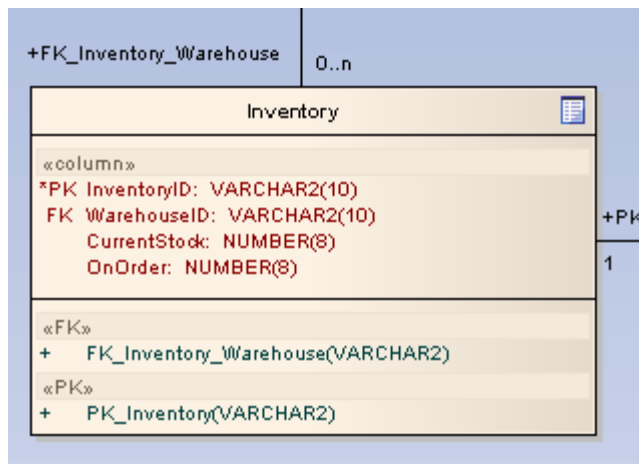 +FK_Inventory_Warehouse
0..n
Inventory
«column»
*PK InventoryID: VARCHAR2(10)
FK WarehouseID: VARCHAR2(10)
CurrentStock: NUMBER(8)
OnOrder: NUMBER(8)
+PK
1
«FK»
+ FK_Inventory_Warehouse(VARCHAR2)
«PK»
+ PK_Inventory(VARCHAR2)